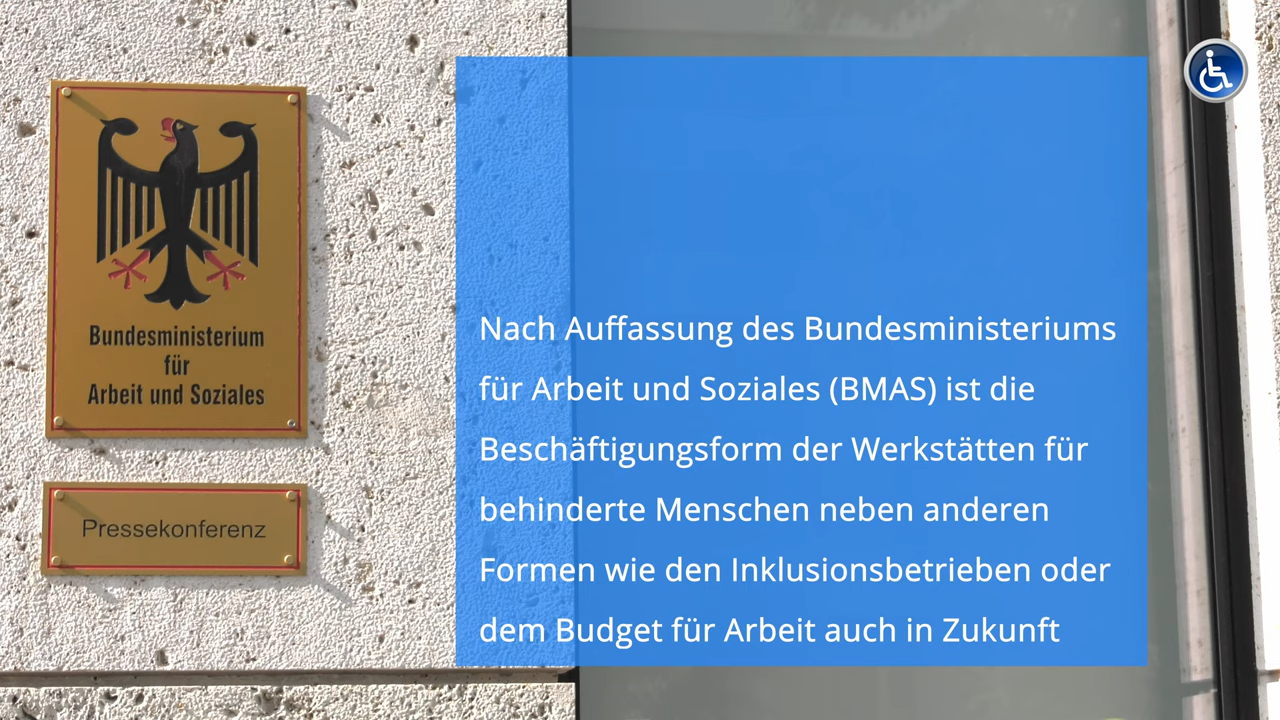 Bundesministerium
für
Arbeit und Soziales
Pressekonferenz
Nach Auffassung des Bundesministeriums
für Arbeit und Soziales (BMAS) ist die
Beschäftigungsform der Werkstätten für
behinderte Menschen neben anderen
Formen wie den Inklusionsbetrieben oder
dem Budget für Arbeit auch in Zukunft